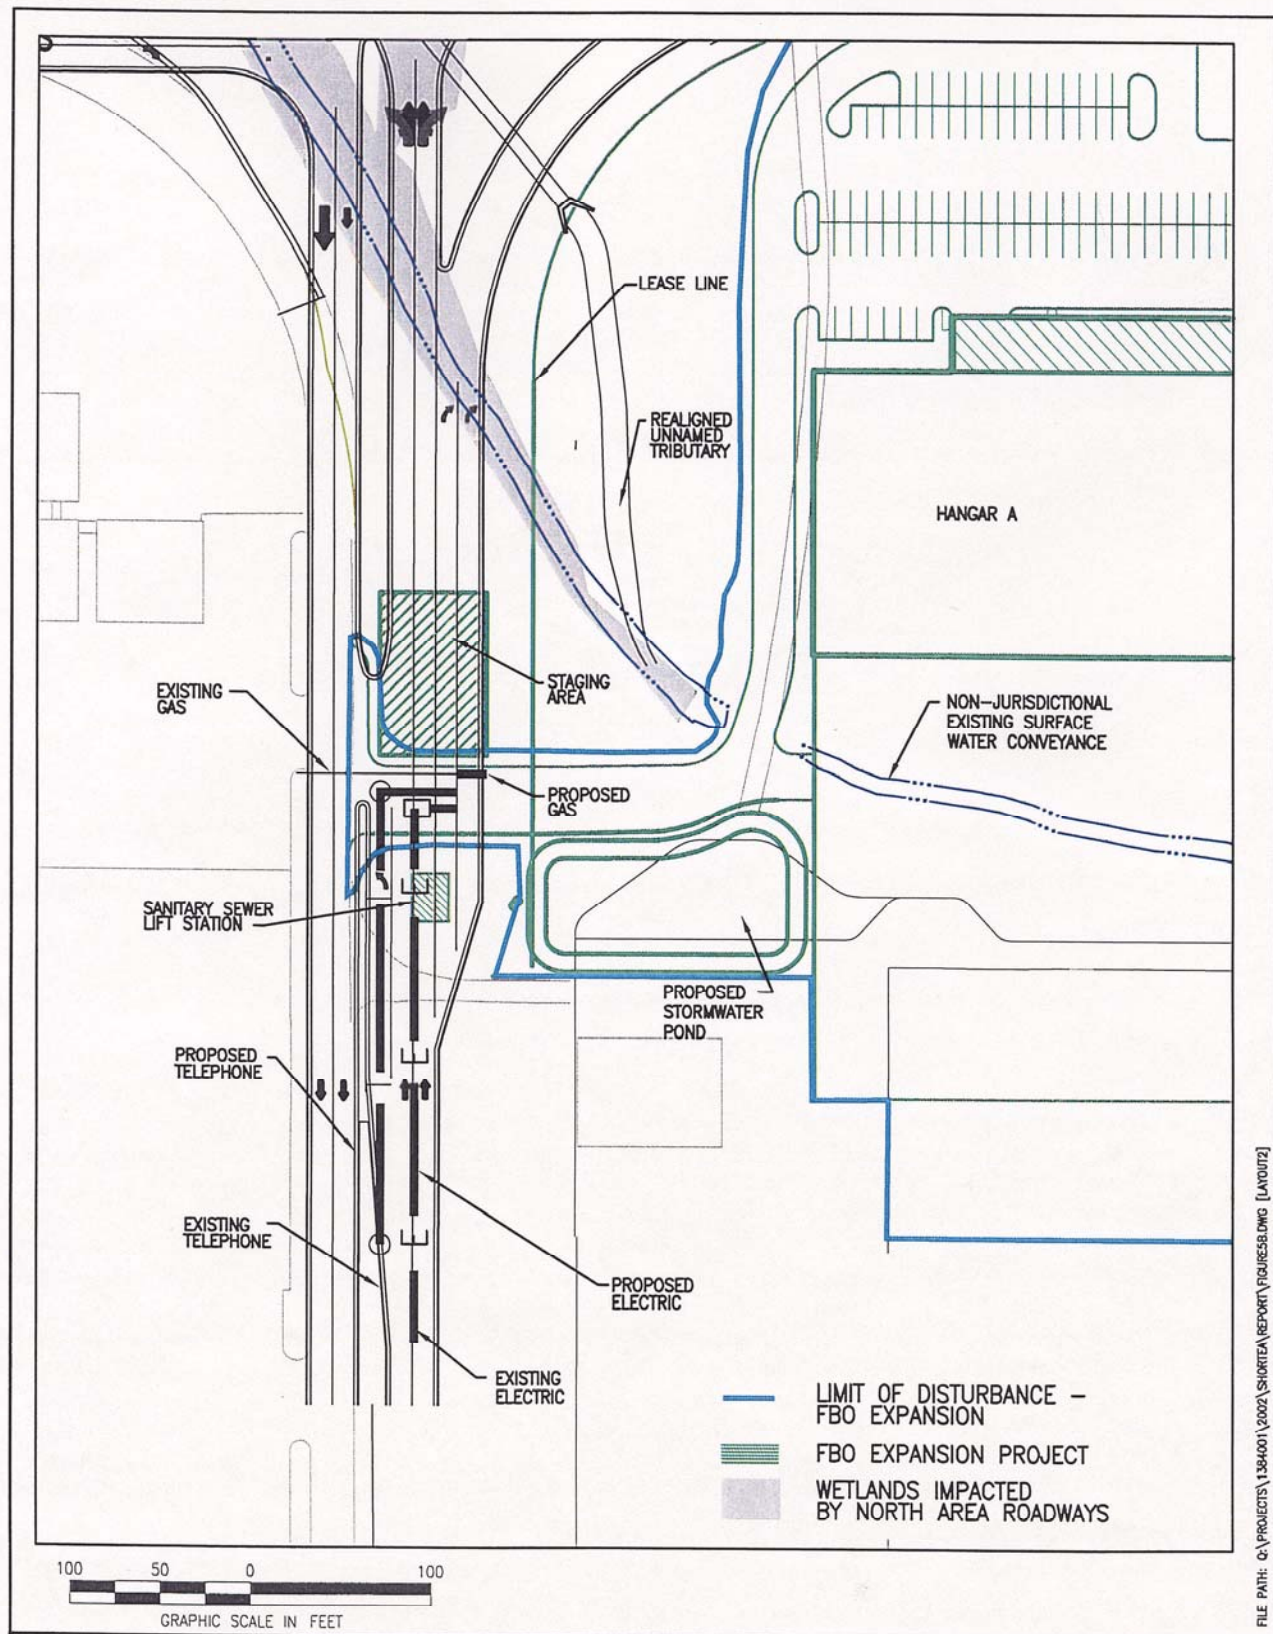 LEASE LINE
REALIGNED
UNNAMED
TRIBUTARY
HANGAR A
STAGING
AREA
EXISTING
GAS
NON-JURISDICTIONAL
EXISTING SURFACE
WATER CONVEYANCE
PROPOSED
GAS
SANITARY SEWER
LIFT STATION
PROPOSED
STORMWATER
POND
PROPOSED
TELEPHONE
EXISTING
TELEPHONE
PROPOSED
ELECTRIC
EXISTING
ELECTRIC
LIMIT OF DISTURBANCE -
FBO EXPANSION
FBO EXPANSION PROJECT
WETLANDS IMPACTED
BY NORTH AREA ROADWAYS
100 50 0 100
GRAPHIC SCALE IN FEET
FILE PATH: Q:\PROJECTS\1384001\2002\SHORTEA\REPORT\FIGURE5B.DWG [LAYOUT2]